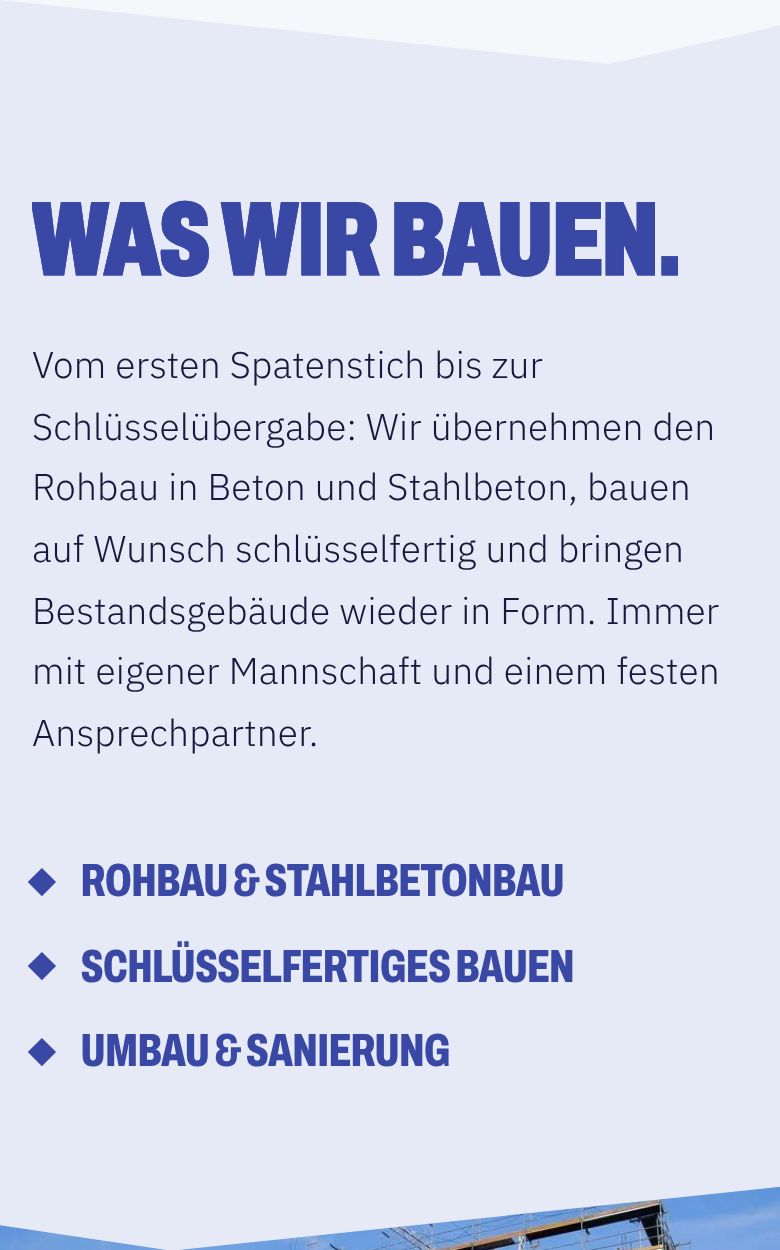 WAS WIR BAUEN.
Vom ersten Spatenstich bis zur
Schlüsselübergabe: Wir übernehmen den
Rohbau in Beton und Stahlbeton, bauen
auf Wunsch schlüsselfertig und bringen
Bestandsgebäude wieder in Form. Immer
mit eigener Mannschaft und einem festen
Ansprechpartner.
ROHBAU & STAHLBETONBAU
SCHLÜSSELFERTIGES BAUEN
UMBAU & SANIERUNG